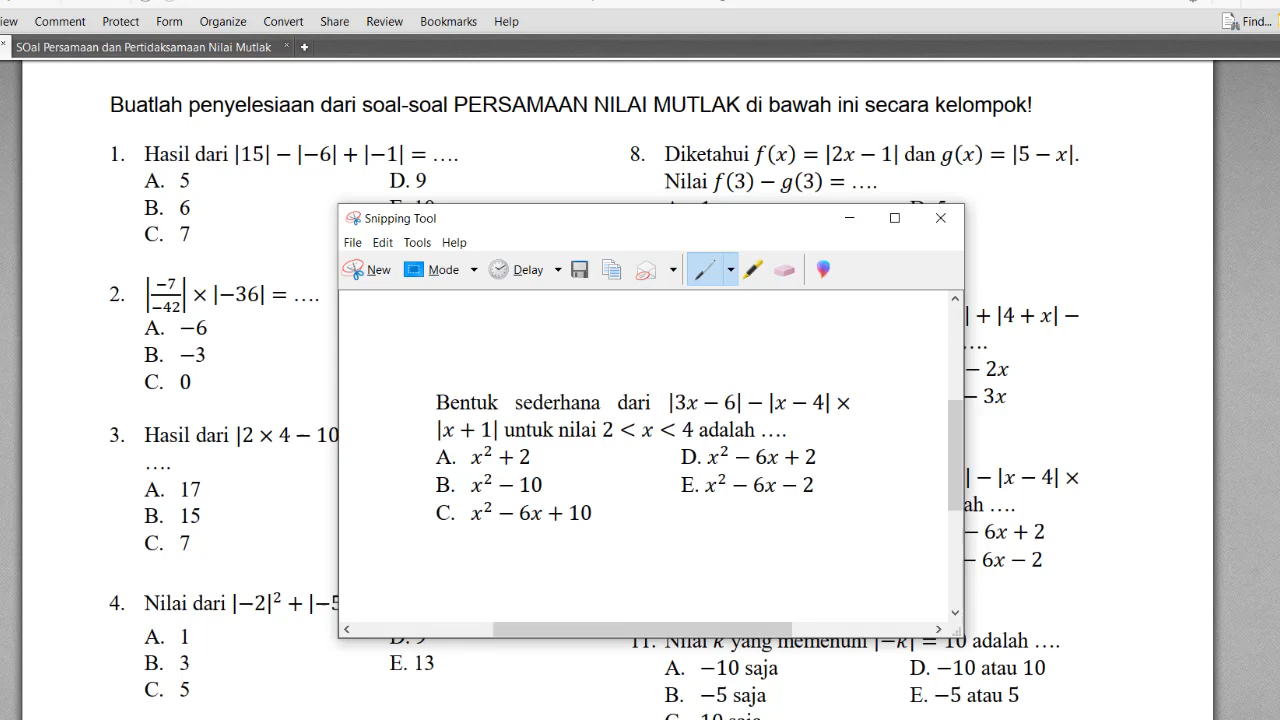 iew Comment Protect Form Organize Convert Share Review Bookmarks Help Find...
SOal Persamaan dan Pertidaksamaan Nilai Mutlak
Buatlah penyelesiaan dari soal-soal PERSAMAAN NILAI MUTLAK di bawah ini secara kelompok!
1. Hasil dari |15| − |−6| + |−1| = ….
A. 5 D. 9
B. 6
C. 7
2. |−7/−42| × |−36| = ….
A. −6
B. −3
C. 0
3. Hasil dari |2 × 4 − 10
….
A. 17
B. 15
C. 7
4. Nilai dari |−2|² + |−5
A. 1 D. 9
B. 3 E. 13
C. 5
8. Diketahui f(x) = |2x − 1| dan g(x) = |5 − x|.
Nilai f(3) − g(3) = ….
| + |4 + x| −
….
− 2x
− 3x
| − |x − 4| ×
ah ….
− 6x + 2
− 6x − 2
11. Nilai k yang memenuhi |−k| = 10 adalah ….
A. −10 saja D. −10 atau 10
B. −5 saja E. −5 atau 5
C. 10 saja
Snipping Tool
File Edit Tools Help
New Mode Delay
Bentuk sederhana dari |3x − 6| − |x − 4| ×
|x + 1| untuk nilai 2 < x < 4 adalah ….
A. x² + 2 D. x² − 6x + 2
B. x² − 10 E. x² − 6x − 2
C. x² − 6x + 10